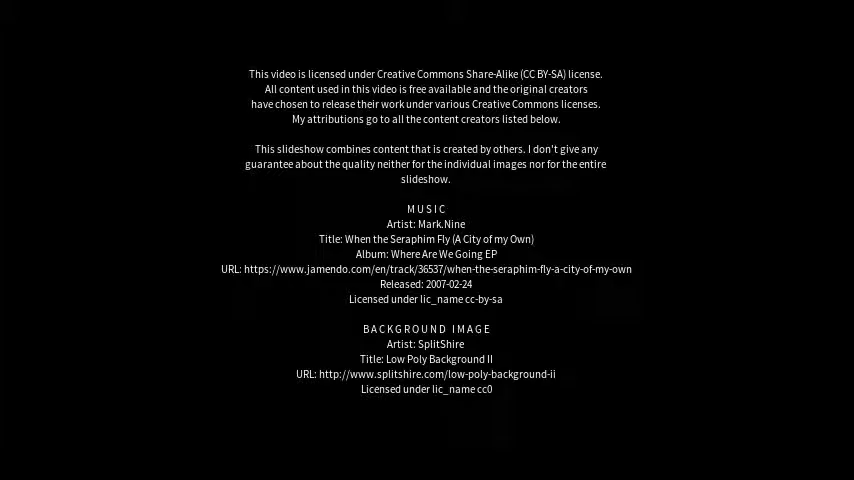 This video is licensed under Creative Commons Share-Alike (CC BY-SA) license.
All content used in this video is free available and the original creators
have chosen to release their work under various Creative Commons licenses.
My attributions go to all the content creators listed below.
This slideshow combines content that is created by others. I don't give any
guarantee about the quality neither for the individual images nor for the entire
slideshow.
MUSIC
Artist: Mark.Nine
Title: When the Seraphim Fly (A City of my Own)
Album: Where Are We Going EP
URL: https://www.jamendo.com/en/track/36537/when-the-seraphim-fly-a-city-of-my-own
Released: 2007-02-24
Licensed under lic_name cc-by-sa
BACKGROUND IMAGE
Artist: SplitShire
Title: Low Poly Background II
URL: http://www.splitshire.com/low-poly-background-ii
Licensed under lic_name cc0